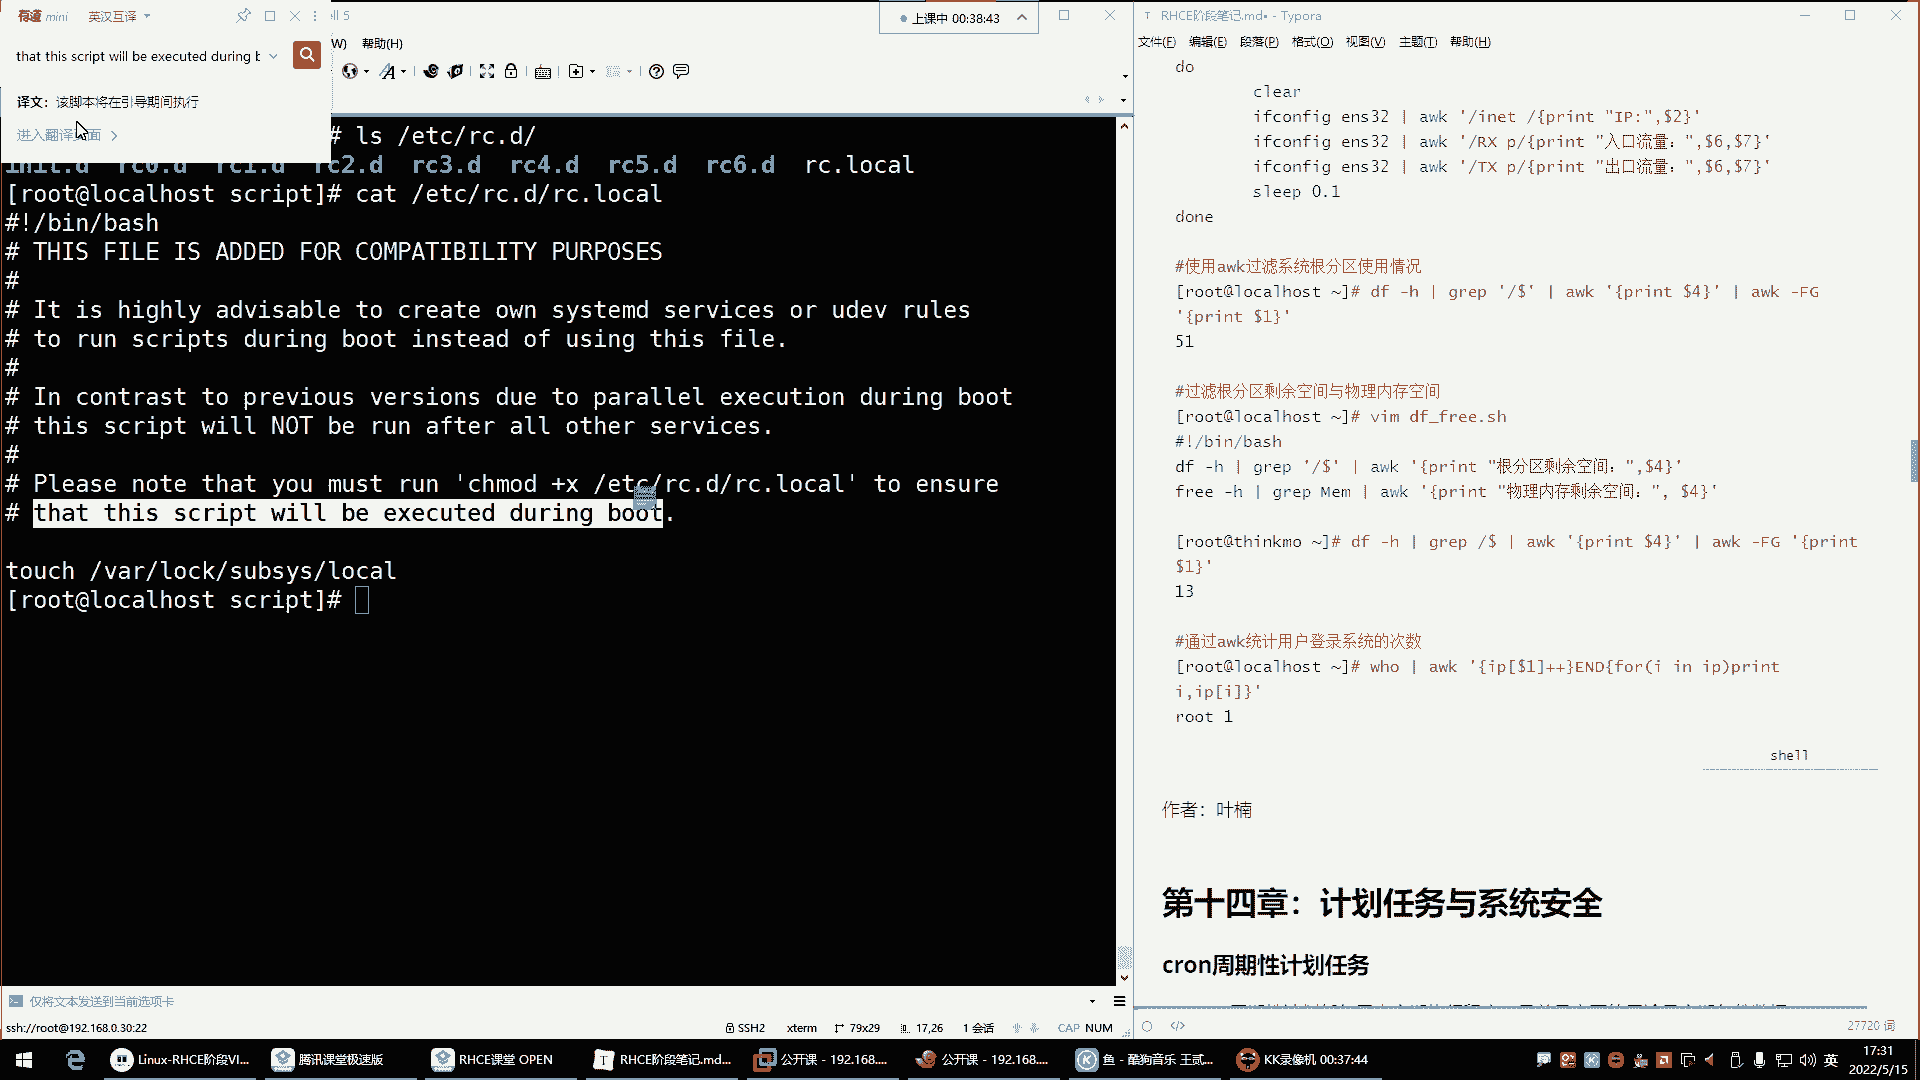 有道 mini 英汉互译
that this script will be executed during b
译文：该脚本将在引导期间执行
进入翻译界面
ell 5
上课中 00:38:43
W) 帮助(H)
# ls /etc/rc.d/
init.d rc0.d rc1.d rc2.d rc3.d rc4.d rc5.d rc6.d rc.local
[root@localhost script]# cat /etc/rc.d/rc.local
#!/bin/bash
# THIS FILE IS ADDED FOR COMPATIBILITY PURPOSES
#
# It is highly advisable to create own systemd services or udev rules
# to run scripts during boot instead of using this file.
#
# In contrast to previous versions due to parallel execution during boot
# this script will NOT be run after all other services.
#
# Please note that you must run 'chmod +x /etc/rc.d/rc.local' to ensure
# that this script will be executed during boot.
touch /var/lock/subsys/local
[root@localhost script]#
仅将文本发送到当前选项卡
ssh://root@192.168.0.30:22 SSH2 xterm 79x29 17,26 1 会话 CAP NUM
RHCE阶段笔记.md• - Typora
文件(F) 编辑(E) 段落(P) 格式(O) 视图(V) 主题(T) 帮助(H)
do
clear
ifconfig ens32 | awk '/inet /{print "IP:",$2}'
ifconfig ens32 | awk '/RX p/{print "入口流量：",$6,$7}'
ifconfig ens32 | awk '/TX p/{print "出口流量：",$6,$7}'
sleep 0.1
done
#使用awk过滤系统根分区使用情况
[root@localhost ~]# df -h | grep '/$' | awk '{print $4}' | awk -FG
'{print $1}'
51
#过滤根分区剩余空间与物理内存空间
[root@localhost ~]# vim df_free.sh
#!/bin/bash
df -h | grep '/$' | awk '{print "根分区剩余空间：",$4}'
free -h | grep Mem | awk '{print "物理内存剩余空间：", $4}'
[root@thinkmo ~]# df -h | grep /$ | awk '{print $4}' | awk -FG '{print
$1}'
13
#通过awk统计用户登录系统的次数
[root@localhost ~]# who | awk '{ip[$1]++}END{for(i in ip)print
i,ip[i]}'
root 1
shell
作者：叶楠
第十四章：计划任务与系统安全
cron周期性计划任务
27720 词
Linux-RHCE阶段VI... 腾讯课堂极速版 RHCE课堂 OPEN RHCE阶段笔记.md... 公开课 - 192.168.... 公开课 - 192.168.... 鱼 - 酷狗音乐 王贰... KK录像机 00:37:44 英 17:31
2022/5/15